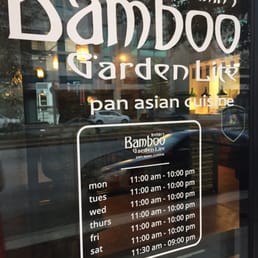 Bamboo
Garden Lite
pan asian cuisine
Bamboo
Garden Lite
mon 11:00 am - 10:00 pm
tues 11:00 am - 10:00 pm
wed 11:00 am - 10:00 pm
thurs 11:00 am - 10:00 pm
fri 11:00 am - 10:00 pm
sat 11:30 am - 09:00 pm